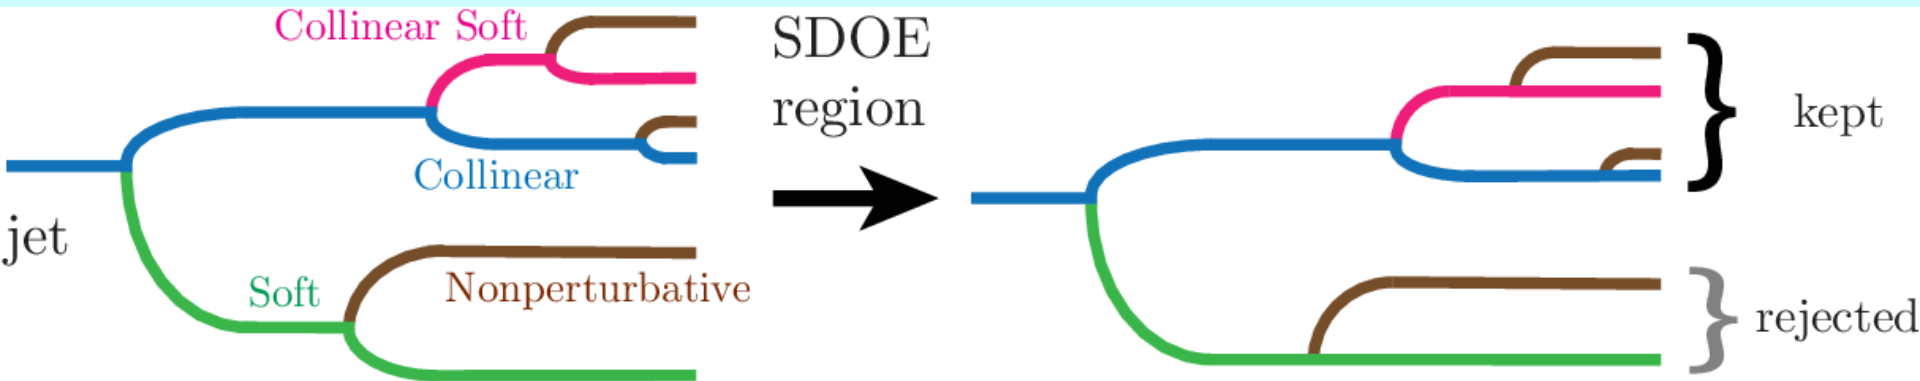 Collinear Soft
Collinear
jet
Soft
Nonperturbative
SDOE
region
kept
rejected